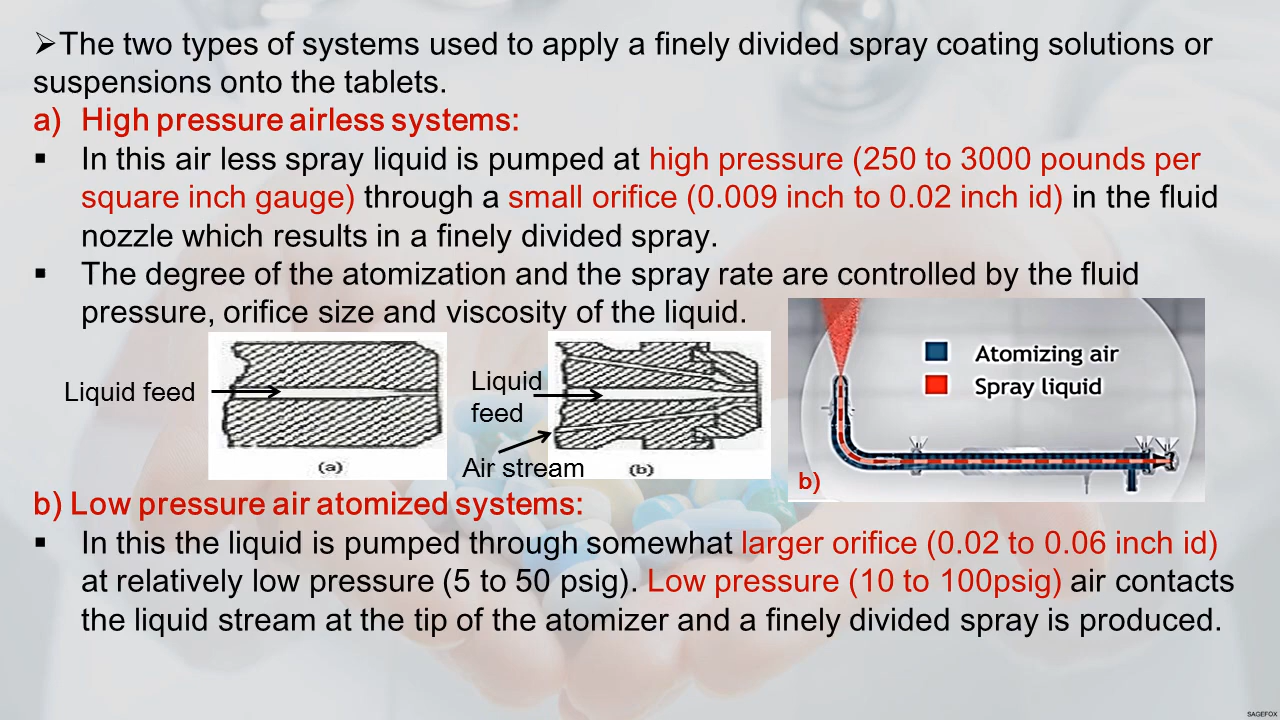 ➢The two types of systems used to apply a finely divided spray coating solutions or
suspensions onto the tablets.
a) High pressure airless systems:
▪ In this air less spray liquid is pumped at high pressure (250 to 3000 pounds per
square inch gauge) through a small orifice (0.009 inch to 0.02 inch id) in the fluid
nozzle which results in a finely divided spray.
▪ The degree of the atomization and the spray rate are controlled by the fluid
pressure, orifice size and viscosity of the liquid.
Liquid feed
(a)
Liquid
feed
Air stream
(b)
Atomizing air
Spray liquid
b)
b) Low pressure air atomized systems:
▪ In this the liquid is pumped through somewhat larger orifice (0.02 to 0.06 inch id)
at relatively low pressure (5 to 50 psig). Low pressure (10 to 100psig) air contacts
the liquid stream at the tip of the atomizer and a finely divided spray is produced.
SAGEFOX